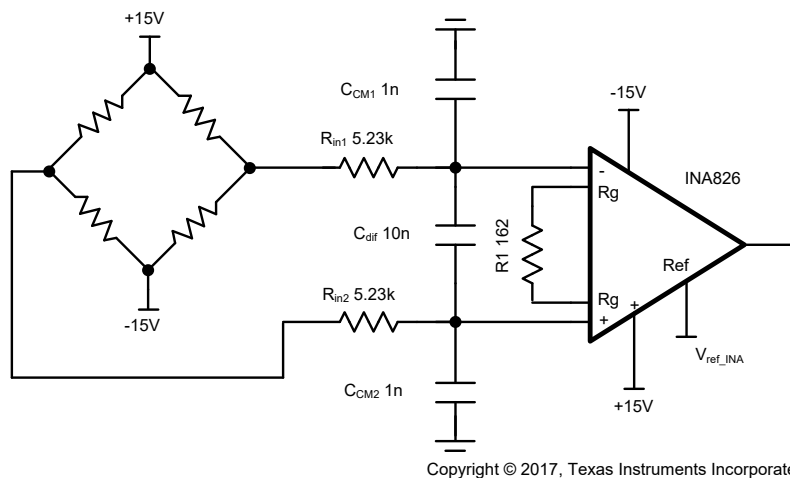 +15V
C_CM1 1n
-15V
R_in1 5.23k
INA826
-
Rg
C_dif 10n
R1 162
Ref
R_in2 5.23k
Rg
+
+
-15V
V_ref_INA
C_CM2 1n
+15V
Copyright © 2017, Texas Instruments Incorporate